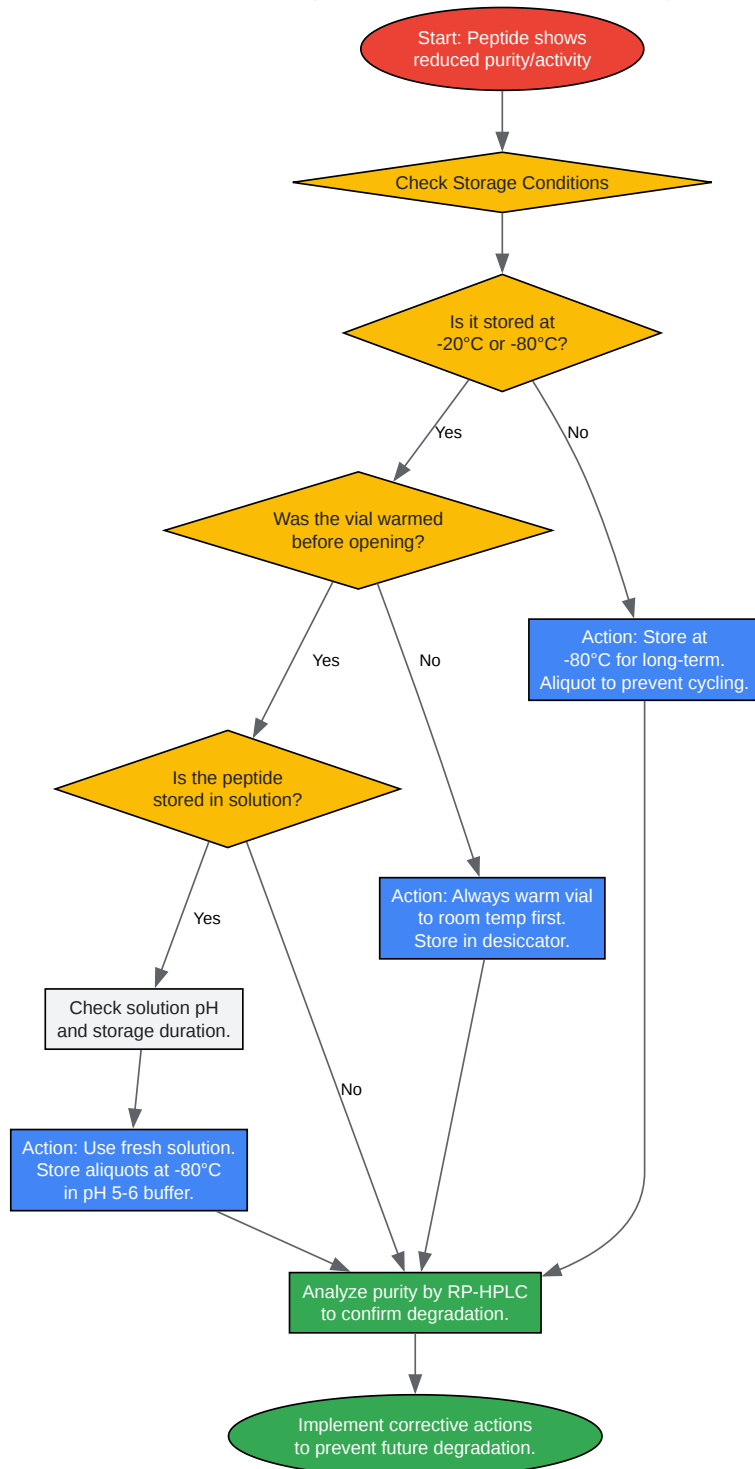 Start: Peptide shows
reduced purity/activity
Check Storage Conditions
Is it stored at
-20°C or -80°C?
Yes
No
Was the vial warmed
before opening?
Yes
No
Action: Store at
-80°C for long-term.
Aliquot to prevent cycling.
Is the peptide
stored in solution?
Yes
No
Action: Always warm vial
to room temp first.
Store in desiccator.
Check solution pH
and storage duration.
Action: Use fresh solution.
Store aliquots at -80°C
in pH 5-6 buffer.
Analyze purity by RP-HPLC
to confirm degradation.
Implement corrective actions
to prevent future degradation.